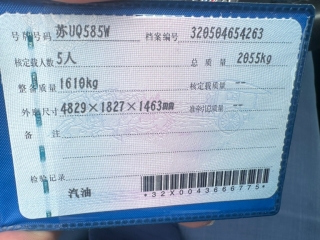 号牌号码 苏UQ585W 档案编号 320504654263
核定载人数 5人 总质量 2055kg
整备质量 1610kg 核定载质量 --
外廓尺寸 4829×1827×1463mm 准牵引总质量 --
备注
检验记录
汽油
*32X0043666775*